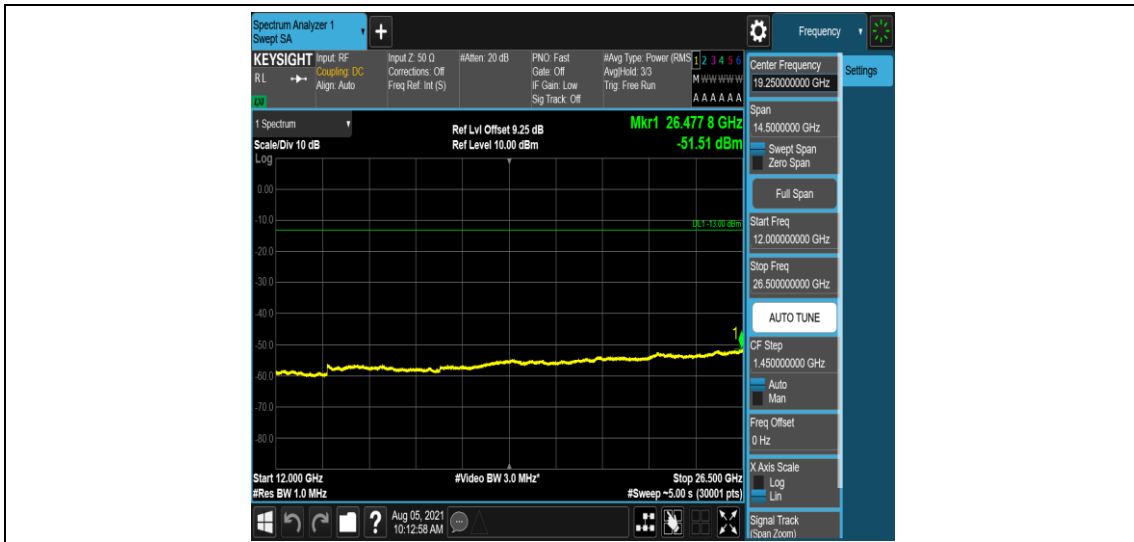 Spectrum Analyzer 1
Swept SA
+
Frequency
KEYSIGHT
RL
LM
Input: RF
Coupling: DC
Align: Auto
Input Z: 50 Ω
Corrections: Off
Freq Ref: Int (S)
#Atten: 20 dB
PNO: Fast
Gate: Off
IF Gain: Low
Sig Track: Off
#Avg Type: Power (RMS
Avg|Hold: 3/3
Trig: Free Run
1 2 3 4 5 6
M W W W W W
A A A A A A
1 Spectrum
Scale/Div 10 dB
Log
Ref Lvl Offset 9.25 dB
Ref Level 10.00 dBm
Mkr1 26.477 8 GHz
-51.51 dBm
0.00
-10.0
DL1 -13.00 dBm
-20.0
-30.0
-40.0
1
-50.0
-60.0
-70.0
-80.0
Start 12.000 GHz
#Res BW 1.0 MHz
#Video BW 3.0 MHz*
Stop 26.500 GHz
#Sweep ~5.00 s (30001 pts)
?
Aug 05, 2021
10:12:58 AM
Center Frequency
19.250000000 GHz
Settings
Span
14.5000000 GHz
Swept Span
Zero Span
Full Span
Start Freq
12.000000000 GHz
Stop Freq
26.500000000 GHz
AUTO TUNE
CF Step
1.450000000 GHz
Auto
Man
Freq Offset
0 Hz
X Axis Scale
Log
Lin
Signal Track
(Span Zoom)